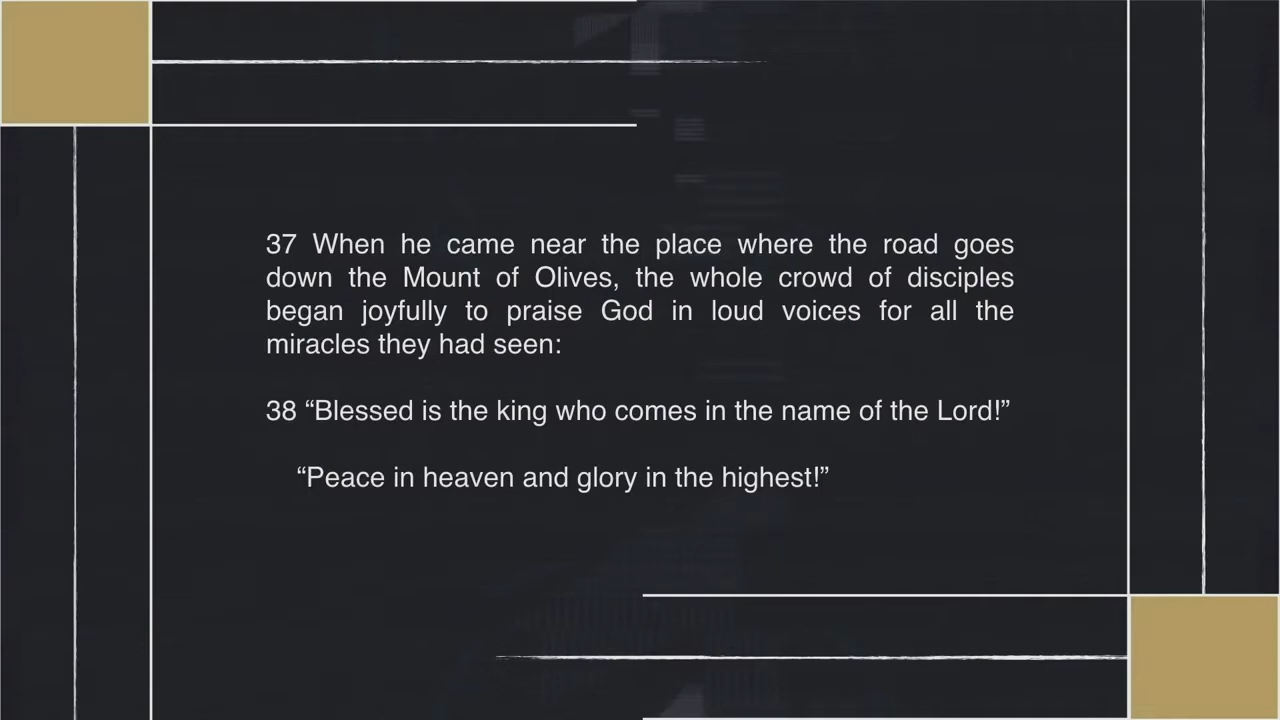 37 When he came near the place where the road goes
down the Mount of Olives, the whole crowd of disciples
began joyfully to praise God in loud voices for all the
miracles they had seen:
38 “Blessed is the king who comes in the name of the Lord!”
“Peace in heaven and glory in the highest!”